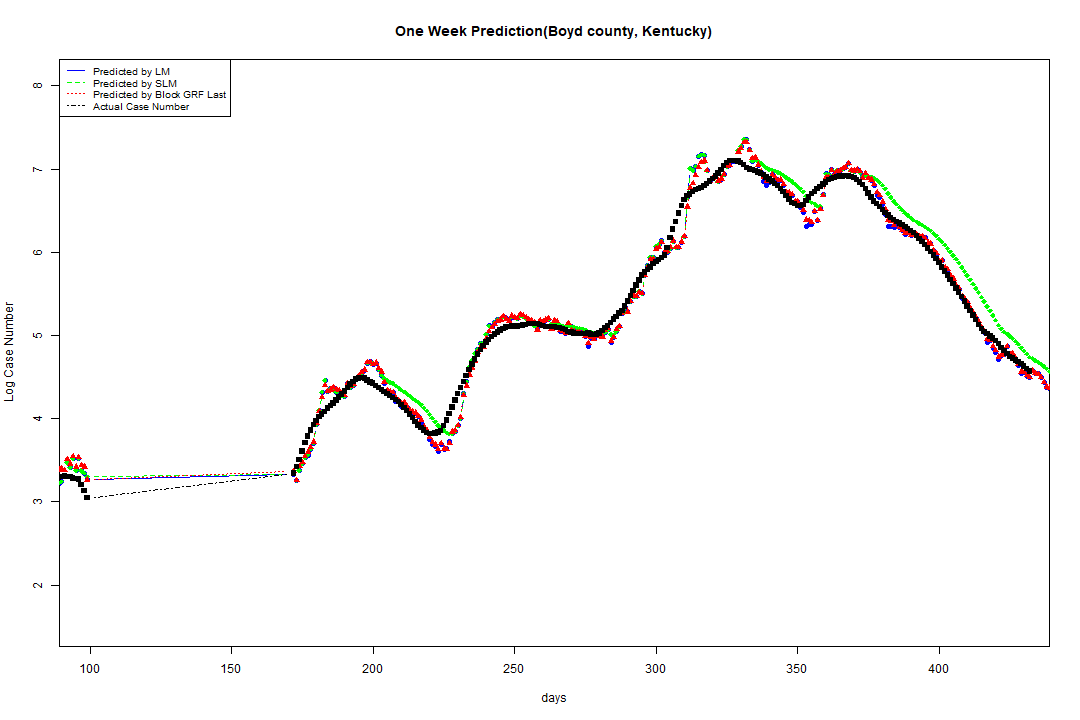 One Week Prediction(Boyd county, Kentucky)
Predicted by LM
Predicted by SLM
Predicted by Block GRF Last
Actual Case Number
8
7
6
5
4
3
2
Log Case Number
100 150 200 250 300 350 400
days